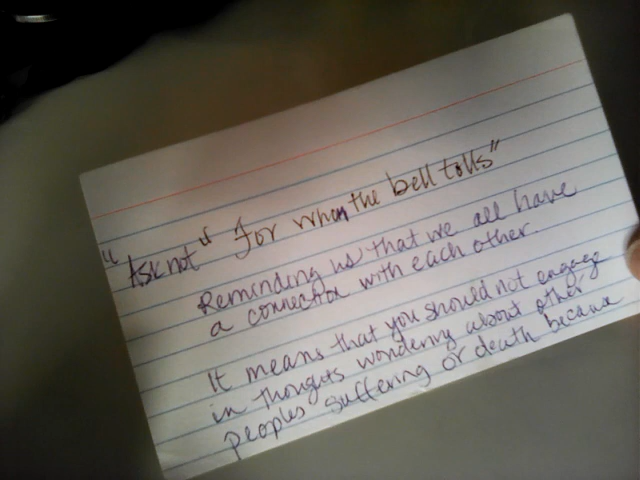 "Ask not" " For when the bell tolls"
Reminding us that we all have
a connection with each other.
It means that you should not engage
in thoughts wondering about other
peoples suffering or death because